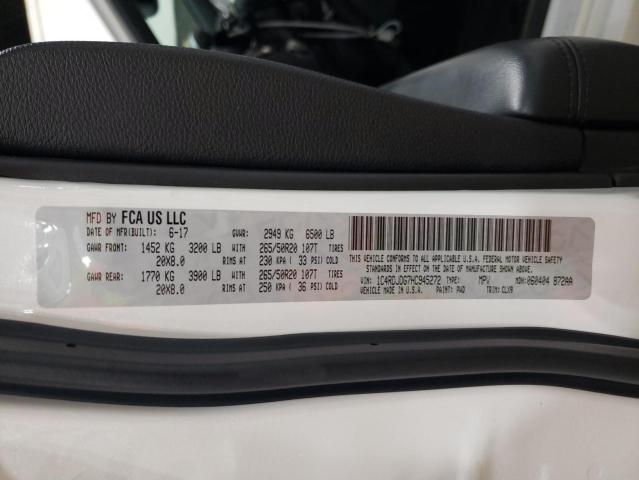 MFD BY FCA US LLC
DATE OF MFR(BUILT): 6-17 GVWR: 2949 KG 6500 LB
GAWR FRONT: 1452 KG 3200 LB WITH 265/50R20 107T TIRES
20X8.0 RIMS AT 230 KPA ( 33 PSI) COLD
GAWR REAR: 1770 KG 3900 LB WITH 265/50R20 107T TIRES
20X8.0 RIMS AT 250 KPA ( 36 PSI) COLD
THIS VEHICLE CONFORMS TO ALL APPLICABLE U.S.A. FEDERAL MOTOR VEHICLE SAFETY
STANDARDS IN EFFECT ON THE DATE OF MANUFACTURE SHOWN ABOVE.
VIN: 1C4RDJDG7HC945272 TYPE: MPV MDH: 060404 872AA
VEHICLE MADE IN U.S.A. PAINT: PW3 TRIM: CLX9